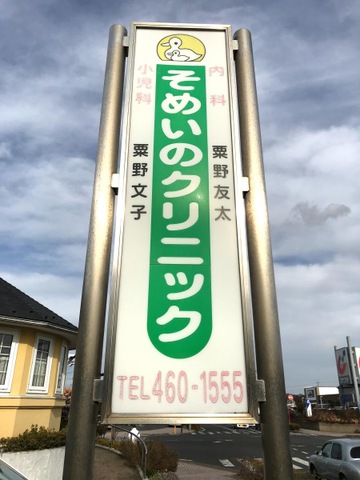 内科
小児科
そめいのクリニック
粟野友太
粟野文子
TEL 460-1555